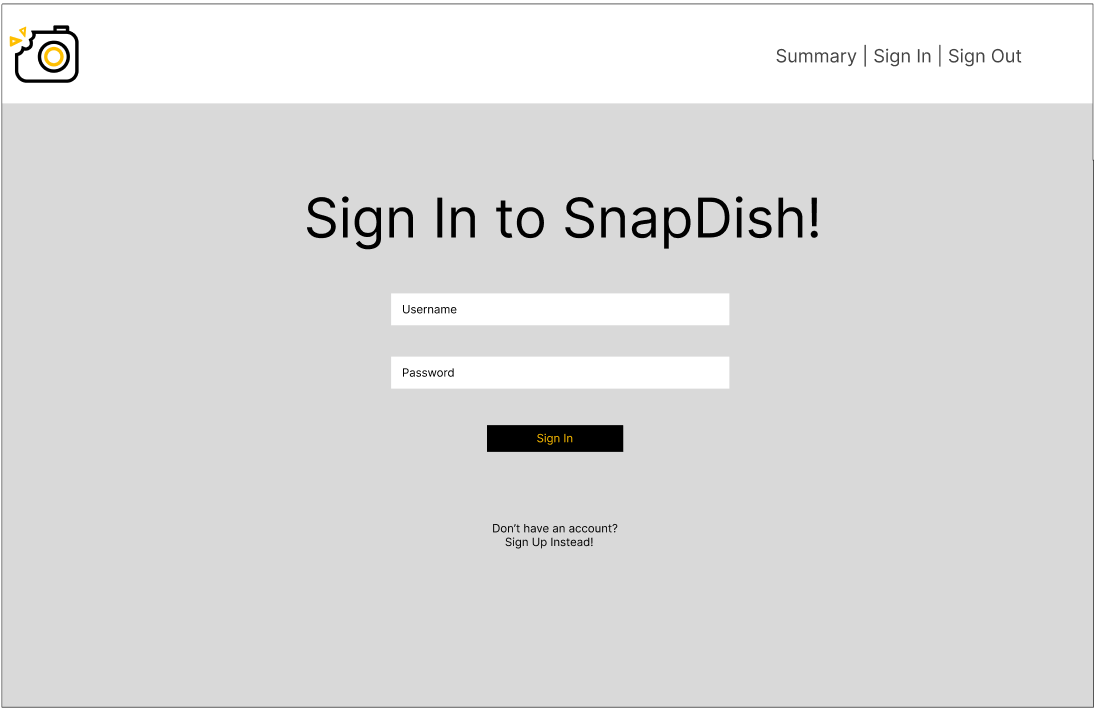 Summary | Sign In | Sign Out
Sign In to SnapDish!
Username
Password
Sign In
Don't have an account?
Sign Up Instead!